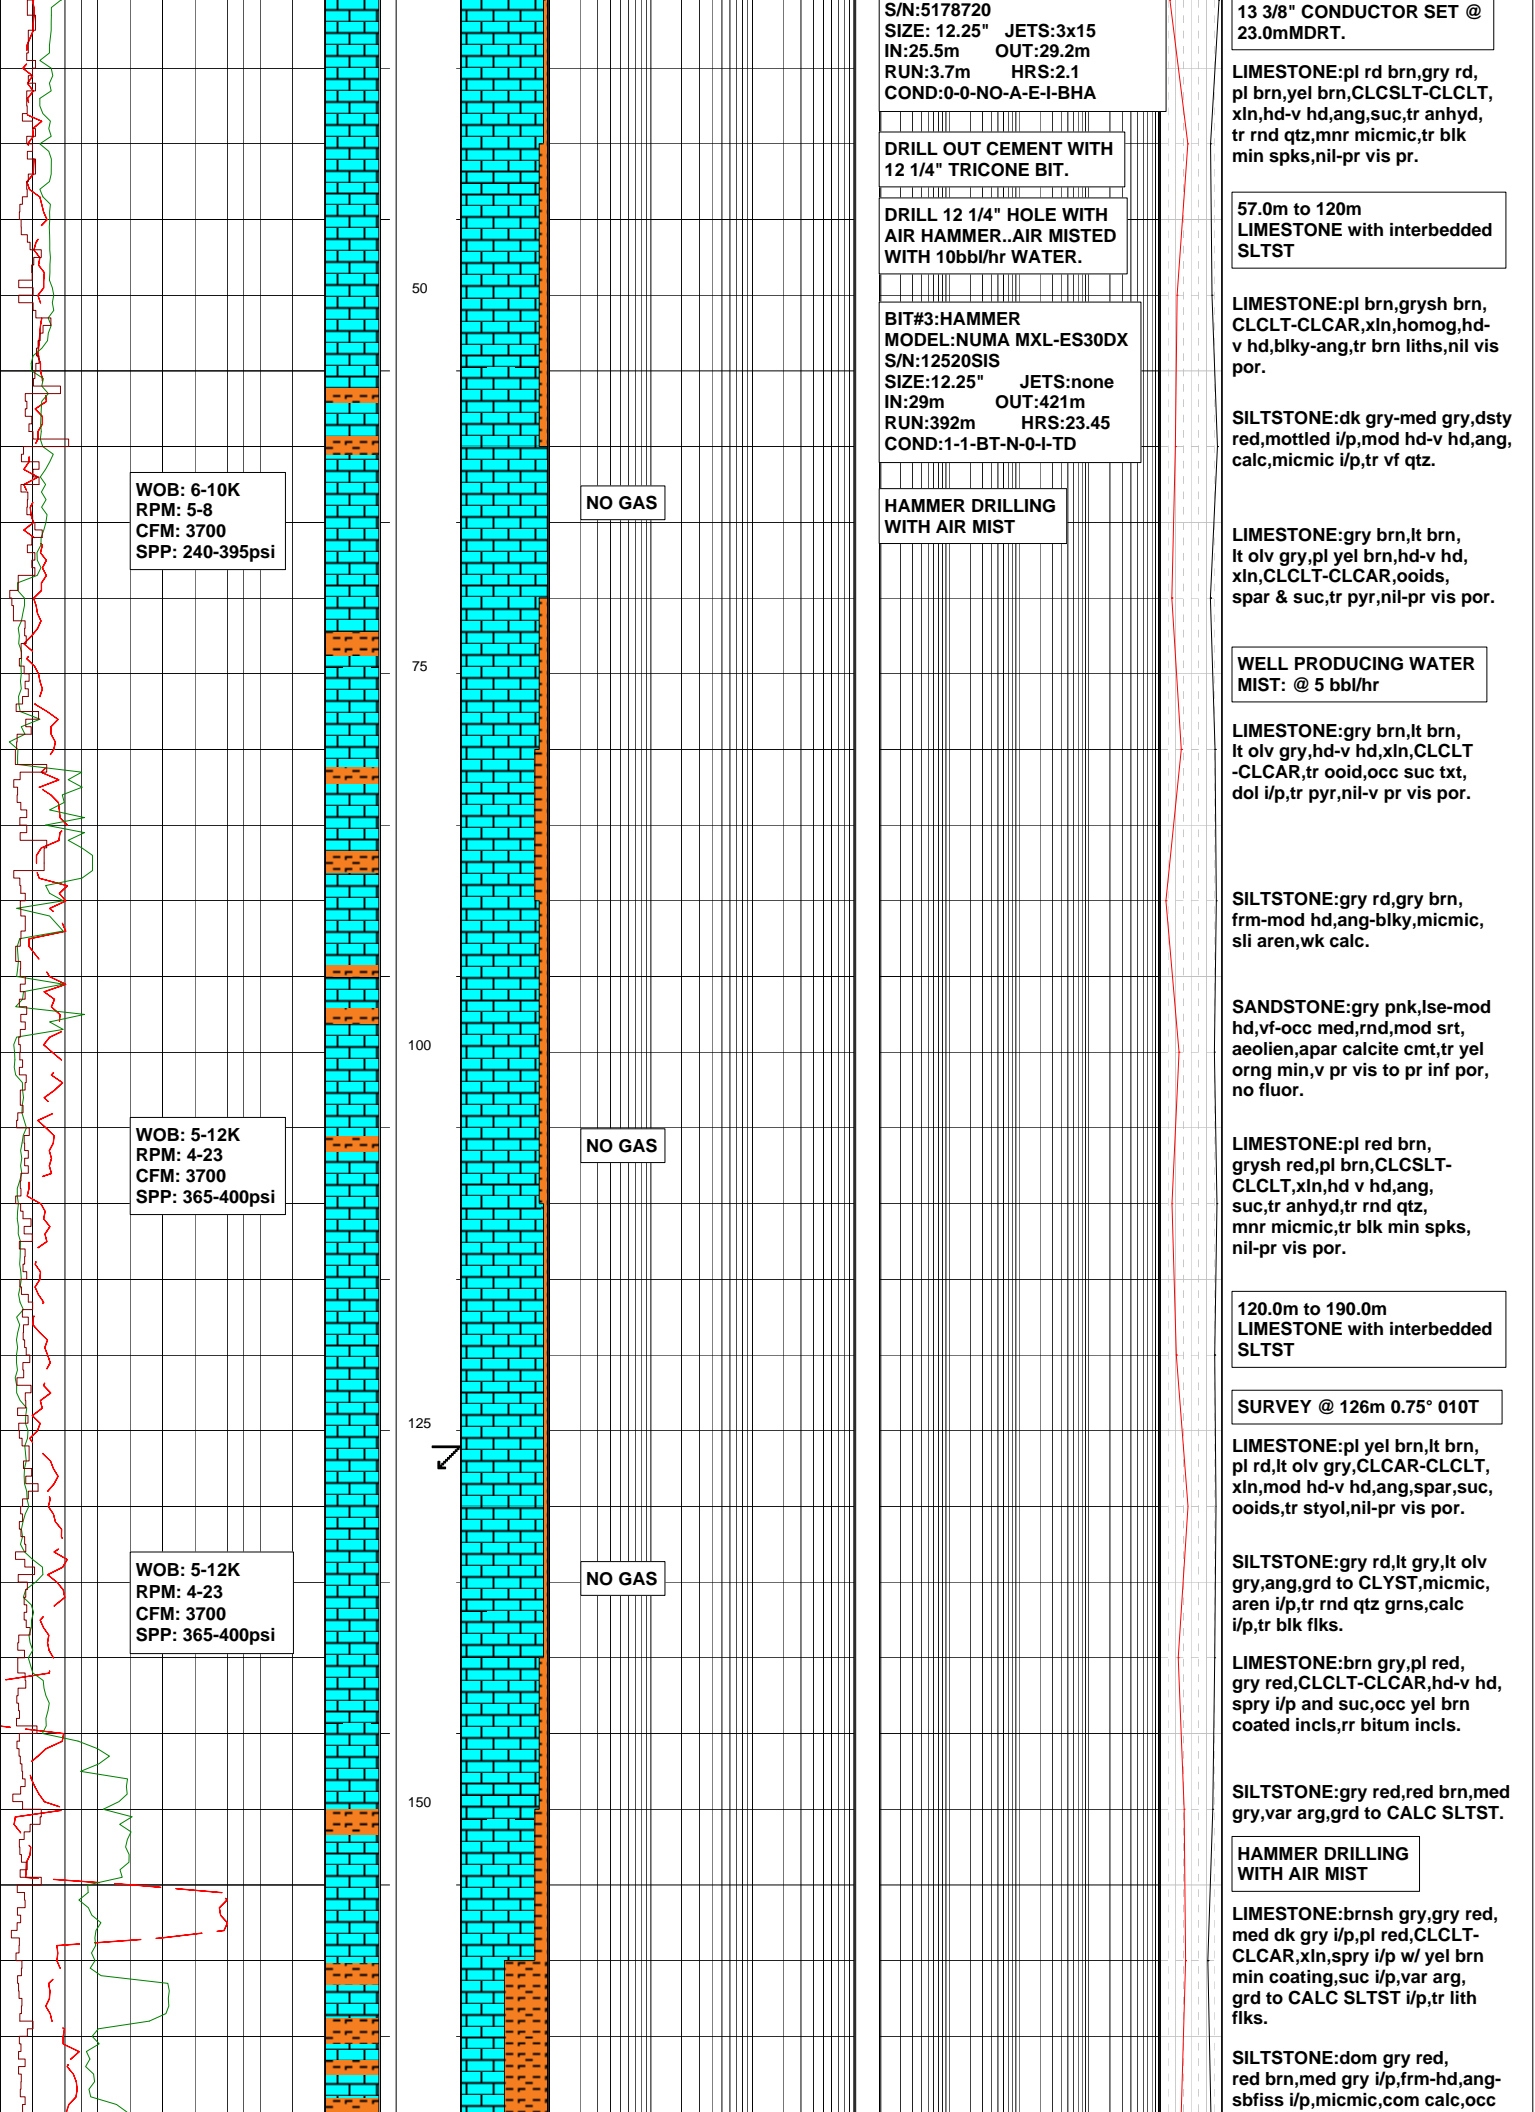 S/N:5178720
SIZE: 12.25" JETS:3x15
IN:25.5m OUT:29.2m
RUN:3.7m HRS:2.1
COND:0-0-NO-A-E-I-BHA
DRILL OUT CEMENT WITH
12 1/4" TRICONE BIT.
DRILL 12 1/4" HOLE WITH
AIR HAMMER..AIR MISTED
WITH 10bbl/hr WATER.
BIT#3:HAMMER
MODEL:NUMA MXL-ES30DX
S/N:12520SIS
SIZE:12.25" JETS:none
IN:29m OUT:421m
RUN:392m HRS:23.45
COND:1-1-BT-N-0-I-TD
HAMMER DRILLING
WITH AIR MIST
WOB: 6-10K
RPM: 5-8
CFM: 3700
SPP: 240-395psi
NO GAS
WOB: 5-12K
RPM: 4-23
CFM: 3700
SPP: 365-400psi
NO GAS
WOB: 5-12K
RPM: 4-23
CFM: 3700
SPP: 365-400psi
NO GAS
50
75
100
125
150
13 3/8" CONDUCTOR SET @
23.0mMDRT.
LIMESTONE:pl rd brn,gry rd,
pl brn,yel brn,CLCSLT-CLCLT,
xln,hd-v hd,ang,suc,tr anhyd,
tr rnd qtz,mnr micmic,tr blk
min spks,nil-pr vis pr.
57.0m to 120m
LIMESTONE with interbedded
SLTST
LIMESTONE:pl brn,grysh brn,
CLCLT-CLCAR,xln,homog,hd-
v hd,blky-ang,tr brn liths,nil vis
por.
SILTSTONE:dk gry-med gry,dsty
red,mottled i/p,mod hd-v hd,ang,
calc,micmic i/p,tr vf qtz.
LIMESTONE:gry brn,lt brn,
lt olv gry,pl yel brn,hd-v hd,
xln,CLCLT-CLCAR,ooids,
spar & suc,tr pyr,nil-pr vis por.
WELL PRODUCING WATER
MIST: @ 5 bbl/hr
LIMESTONE:gry brn,lt brn,
lt olv gry,hd-v hd,xln,CLCLT
-CLCAR,tr ooid,occ suc txt,
dol i/p,tr pyr,nil-v pr vis por.
SILTSTONE:gry rd,gry brn,
frm-mod hd,ang-blky,micmic,
sli aren,wk calc.
SANDSTONE:gry pnk,lse-mod
hd,vf-occ med,rnd,mod srt,
aeolien,apar calcite cmt,tr yel
orng min,v pr vis to pr inf por,
no fluor.
LIMESTONE:pl red brn,
grysh red,pl brn,CLCSLT-
CLCLT,xln,hd v hd,ang,
suc,tr anhyd,tr rnd qtz,
mnr micmic,tr blk min spks,
nil-pr vis por.
120.0m to 190.0m
LIMESTONE with interbedded
SLTST
SURVEY @ 126m 0.75° 010T
LIMESTONE:pl yel brn,lt brn,
pl rd,lt olv gry,CLCAR-CLCLT,
xln,mod hd-v hd,ang,spar,suc,
ooids,tr styol,nil-pr vis por.
SILTSTONE:gry rd,lt gry,lt olv
gry,ang,grd to CLYST,micmic,
aren i/p,tr rnd qtz grns,calc
i/p,tr blk flks.
LIMESTONE:brn gry,pl red,
gry red,CLCLT-CLCAR,hd-v hd,
spry i/p and suc,occ yel brn
coated incls,rr bitum incls.
SILTSTONE:gry red,red brn,med
gry,var arg,grd to CALC SLTST.
HAMMER DRILLING
WITH AIR MIST
LIMESTONE:brnsh gry,gry red,
med dk gry i/p,pl red,CLCLT-
CLCAR,xln,spry i/p w/ yel brn
min coating,suc i/p,var arg,
grd to CALC SLTST i/p,tr lith
flks.
SILTSTONE:dom gry red,
red brn,med gry i/p,frm-hd,ang-
sbfiss i/p,micmic,com calc,occ